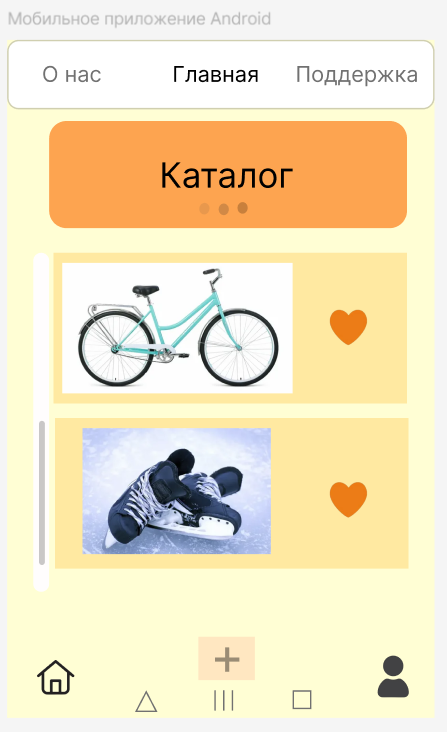 Мобильное приложение Android
О нас Главная Поддержка
Каталог